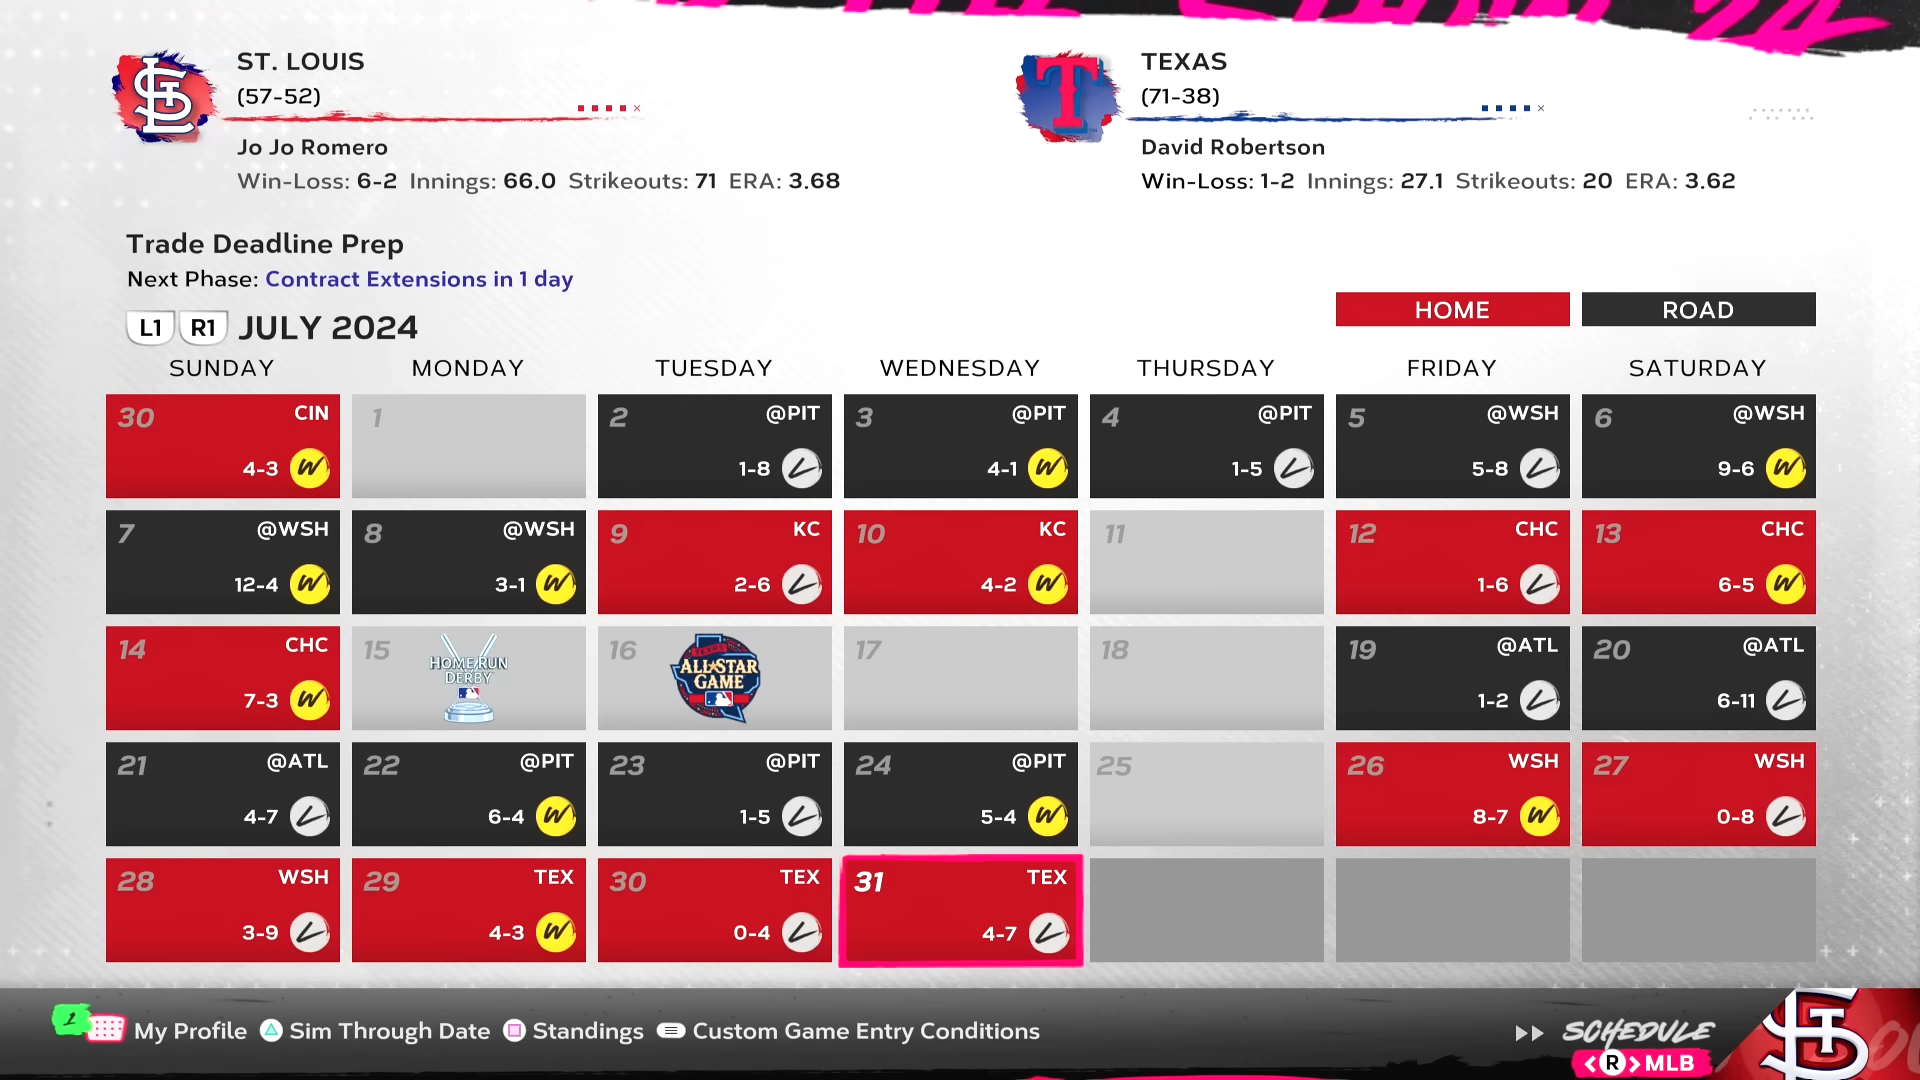 ST. LOUIS
(57-52)
Jo Jo Romero
Win-Loss: 6-2 Innings: 66.0 Strikeouts: 71 ERA: 3.68
TEXAS
(71-38)
David Robertson
Win-Loss: 1-2 Innings: 27.1 Strikeouts: 20 ERA: 3.62
Trade Deadline Prep
Next Phase: Contract Extensions in 1 day
L1 R1 JULY 2024
HOME ROAD
SUNDAY MONDAY TUESDAY WEDNESDAY THURSDAY FRIDAY SATURDAY
30 CIN 1 2 @PIT 3 @PIT 4 @PIT 5 @WSH 6 @WSH
4-3 W 1-8 L 4-1 W 1-5 L 5-8 L 9-6 W
7 @WSH 8 @WSH 9 KC 10 KC 11 12 CHC 13 CHC
12-4 W 3-1 W 2-6 L 4-2 W 1-6 L 6-5 W
14 CHC 15 HOME RUN DERBY 16 TEXAS ALL-STAR GAME 17 18 19 @ATL 20 @ATL
7-3 W 1-2 L 6-11 L
21 @ATL 22 @PIT 23 @PIT 24 @PIT 25 26 WSH 27 WSH
4-7 L 6-4 W 1-5 L 5-4 W 8-7 W 0-8 L
28 WSH 29 TEX 30 TEX 31 TEX
3-9 L 4-3 W 0-4 L 4-7 L
2 My Profile Sim Through Date Standings Custom Game Entry Conditions
SCHEDULE
R MLB